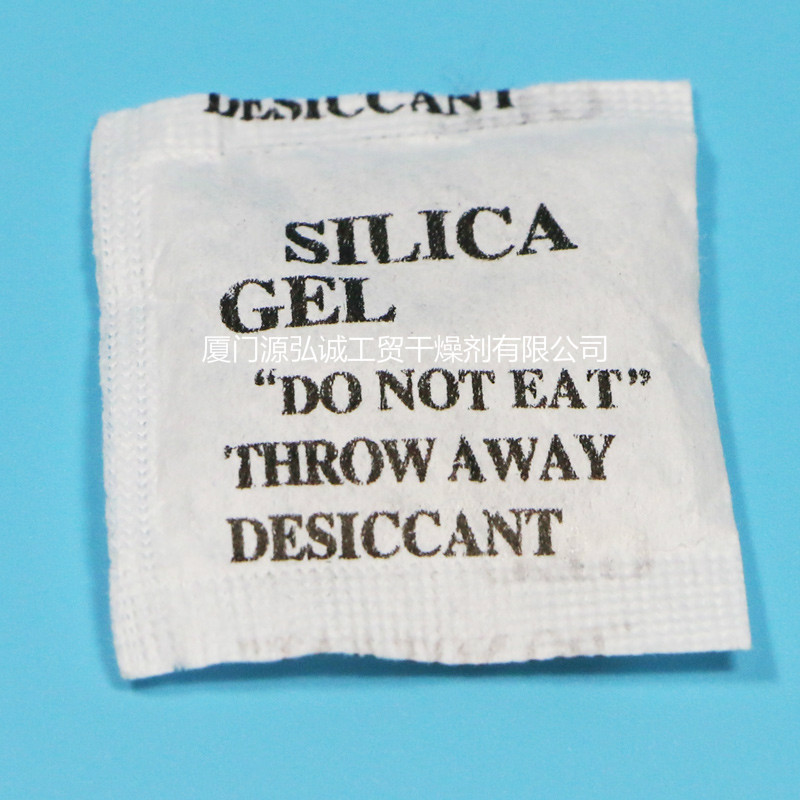 DESICCANT
SILICA
GEL
厦门源弘诚工贸干燥剂有限公司
“DO NOT EAT”
THROW AWAY
DESICCANT